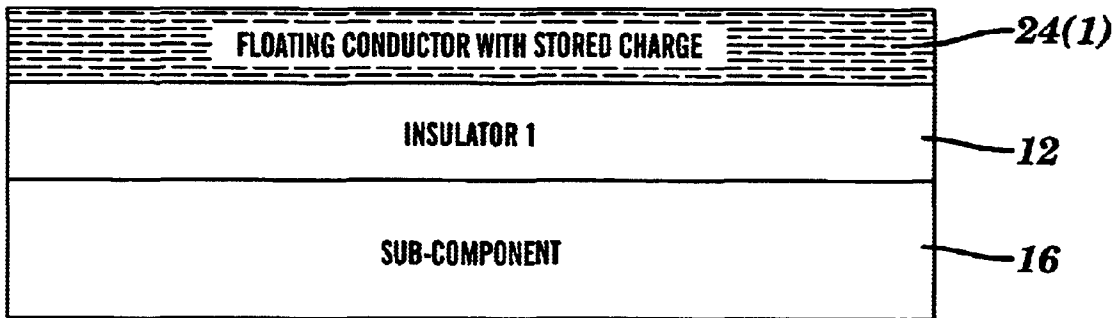 FLOATING CONDUCTOR WITH STORED CHARGE
24(1)
INSULATOR 1
12
SUB-COMPONENT
16